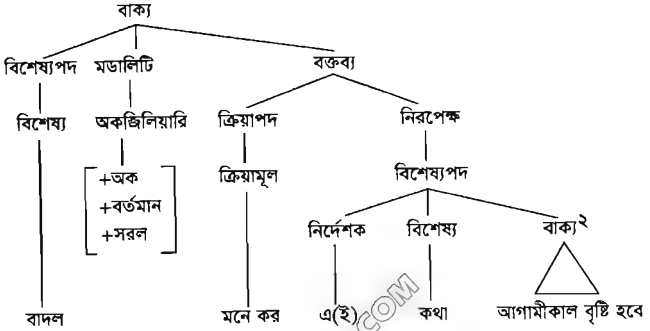 বাক্য
বিশেষ্যপদ মডালিটি বক্তব্য
বিশেষ্য অকজিলিয়ারি ক্রিয়াপদ নিরপেক্ষ
+অক ক্রিয়ামূল বিশেষ্যপদ
+বর্তমান
+সরল নির্দেশক বিশেষ্য বাক্য২
বাদল মনে কর এ(ই) কথা আগামীকাল বৃষ্টি হবে
.COM